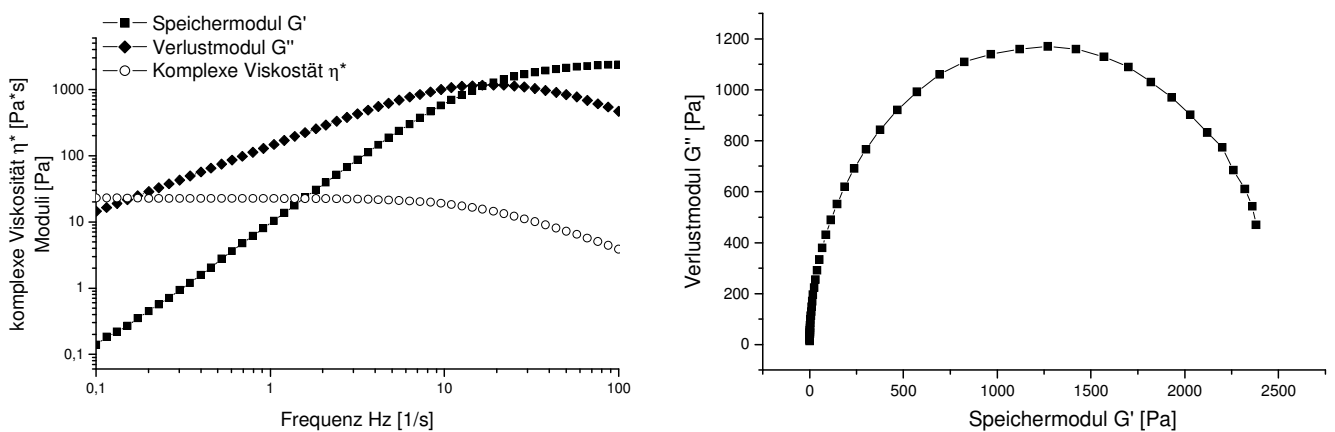 Speichermodul G'
Verlustmodul G''
Komplexe Viskostät η*
komplexe Viskosität η* [Pa*s]
Moduli [Pa]
1000
100
10
1
0,1
0,1
1
10
100
Frequenz Hz [1/s]
Verlustmodul G'' [Pa]
1200
1000
800
600
400
200
0
0
500
1000
1500
2000
2500
Speichermodul G' [Pa]